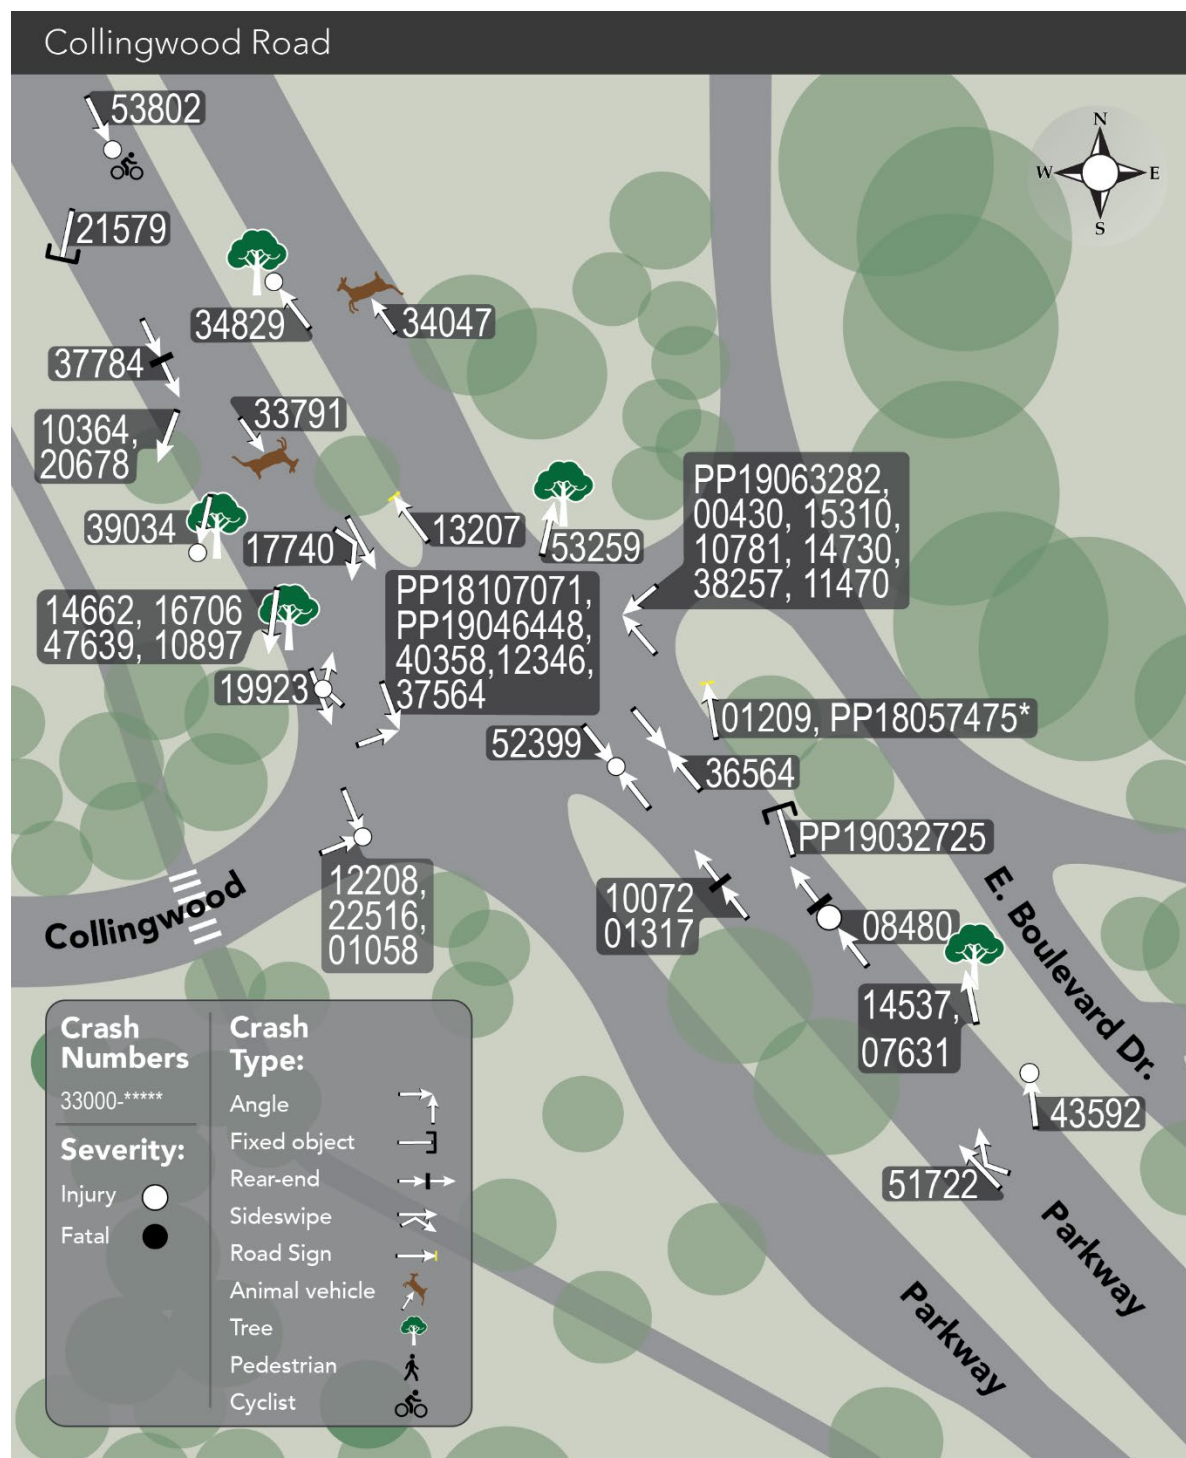 Collingwood Road
53802
N
W
E
S
21579
34829
34047
37784
33791
10364,
20678
39034
17740
13207
53259
PP19063282,
00430, 15310,
10781, 14730,
38257, 11470
14662, 16706
47639, 10897
PP18107071,
PP19046448,
40358,12346,
37564
19923
01209, PP18057475*
52399
36564
PP19032725
12208,
22516,
01058
10072
01317
08480
Collingwood
E. Boulevard Dr.
14537,
07631
43592
51722
Parkway
Parkway
Crash
Numbers
33000-*****
Severity:
Injury
Fatal
Crash
Type:
Angle
Fixed object
Rear-end
Sideswipe
Road Sign
Animal vehicle
Tree
Pedestrian
Cyclist